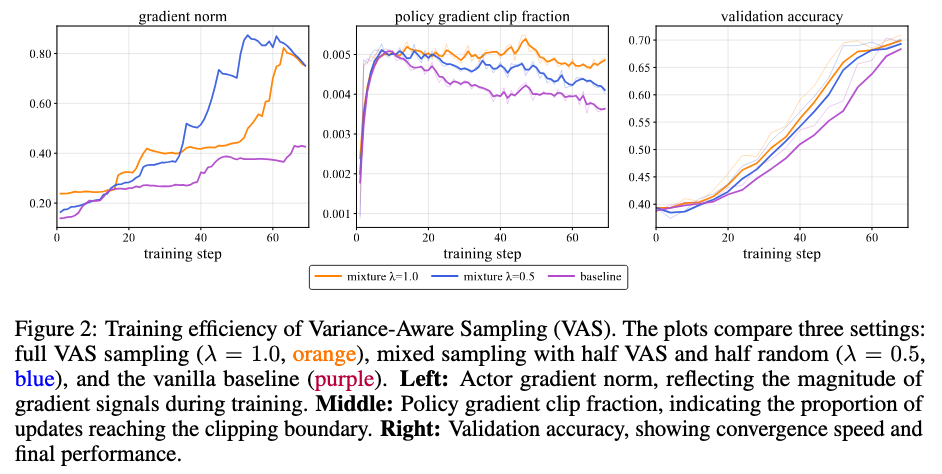 gradient norm
policy gradient clip fraction
validation accuracy
0.80
0.60
0.40
0.20
1
20
40
60
training step
0.005
0.004
0.003
0.002
0.001
1
20
40
60
training step
0.70
0.65
0.60
0.55
0.50
0.45
0.40
0
20
40
60
training step
mixture λ=1.0
mixture λ=0.5
baseline
Figure 2: Training efficiency of Variance-Aware Sampling (VAS). The plots compare three settings:
full VAS sampling (λ = 1.0, orange), mixed sampling with half VAS and half random (λ = 0.5,
blue), and the vanilla baseline (purple). Left: Actor gradient norm, reflecting the magnitude of
gradient signals during training. Middle: Policy gradient clip fraction, indicating the proportion of
updates reaching the clipping boundary. Right: Validation accuracy, showing convergence speed and
final performance.